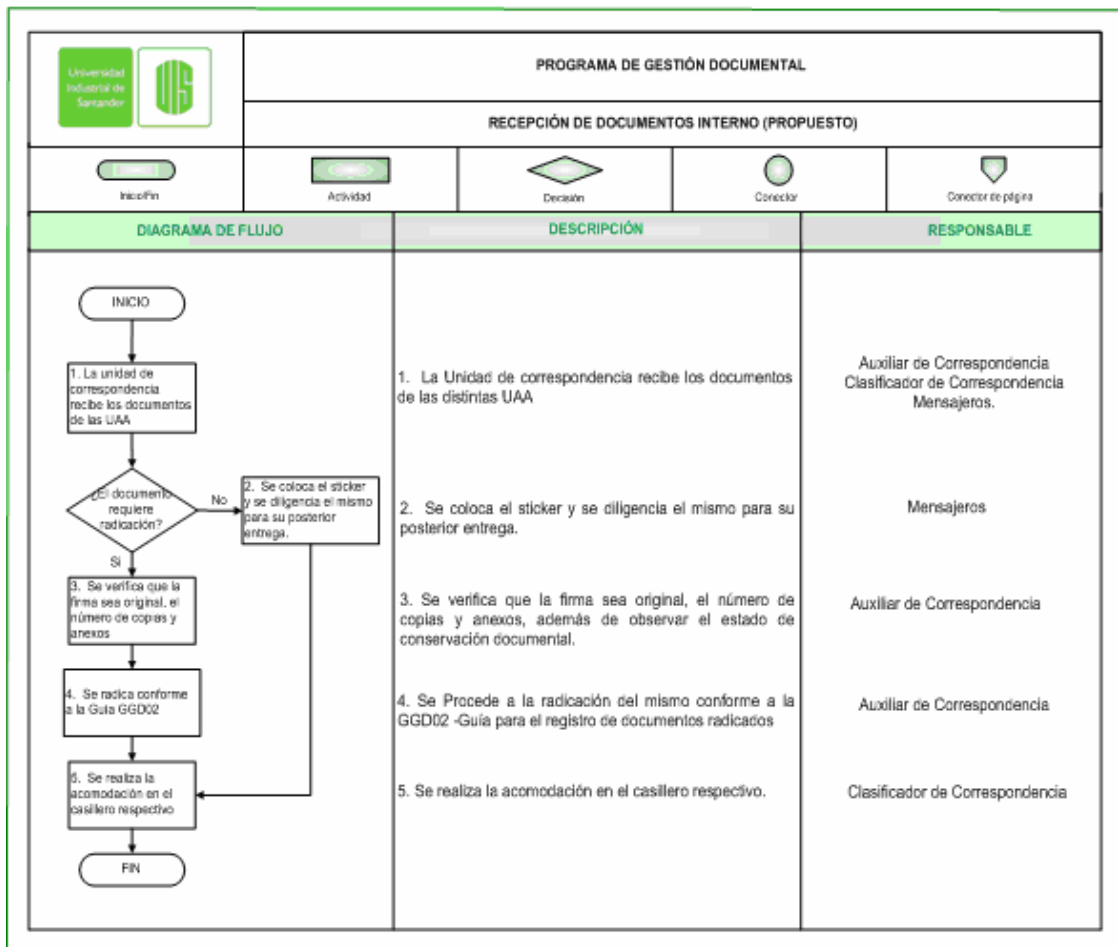 Universidad
Industrial de
Santander
UIS
PROGRAMA DE GESTIÓN DOCUMENTAL
RECEPCIÓN DE DOCUMENTOS INTERNO (PROPUESTO)
Inicio/Fin
Actividad
Decisión
Conector
Conector de página
DIAGRAMA DE FLUJO
DESCRIPCIÓN
RESPONSABLE
INICIO
1. La unidad de
correspondencia
recibe los documentos
de las UAA
1. La Unidad de correspondencia recibe los documentos
de las distintas UAA
Auxiliar de Correspondencia
Clasificador de Correspondencia
Mensajeros.
¿El documento
requiere
radicación?
No
2. Se coloca el sticker
y se diligencia el mismo
para su posterior
entrega.
2. Se coloca el sticker y se diligencia el mismo para su
posterior entrega.
Mensajeros
Si
3. Se verifica que la
firma sea original, el
número de copias y
anexos
3. Se verifica que la firma sea original, el número de
copias y anexos, además de observar el estado de
conservación documental.
Auxiliar de Correspondencia
4. Se radica conforme
a la Guía GGD02
4. Se Procede a la radicación del mismo conforme a la
GGD02 -Guía para el registro de documentos radicados
Auxiliar de Correspondencia
5. Se realiza la
acomodación en el
casillero respectivo
5. Se realiza la acomodación en el casillero respectivo.
Clasificador de Correspondencia
FIN